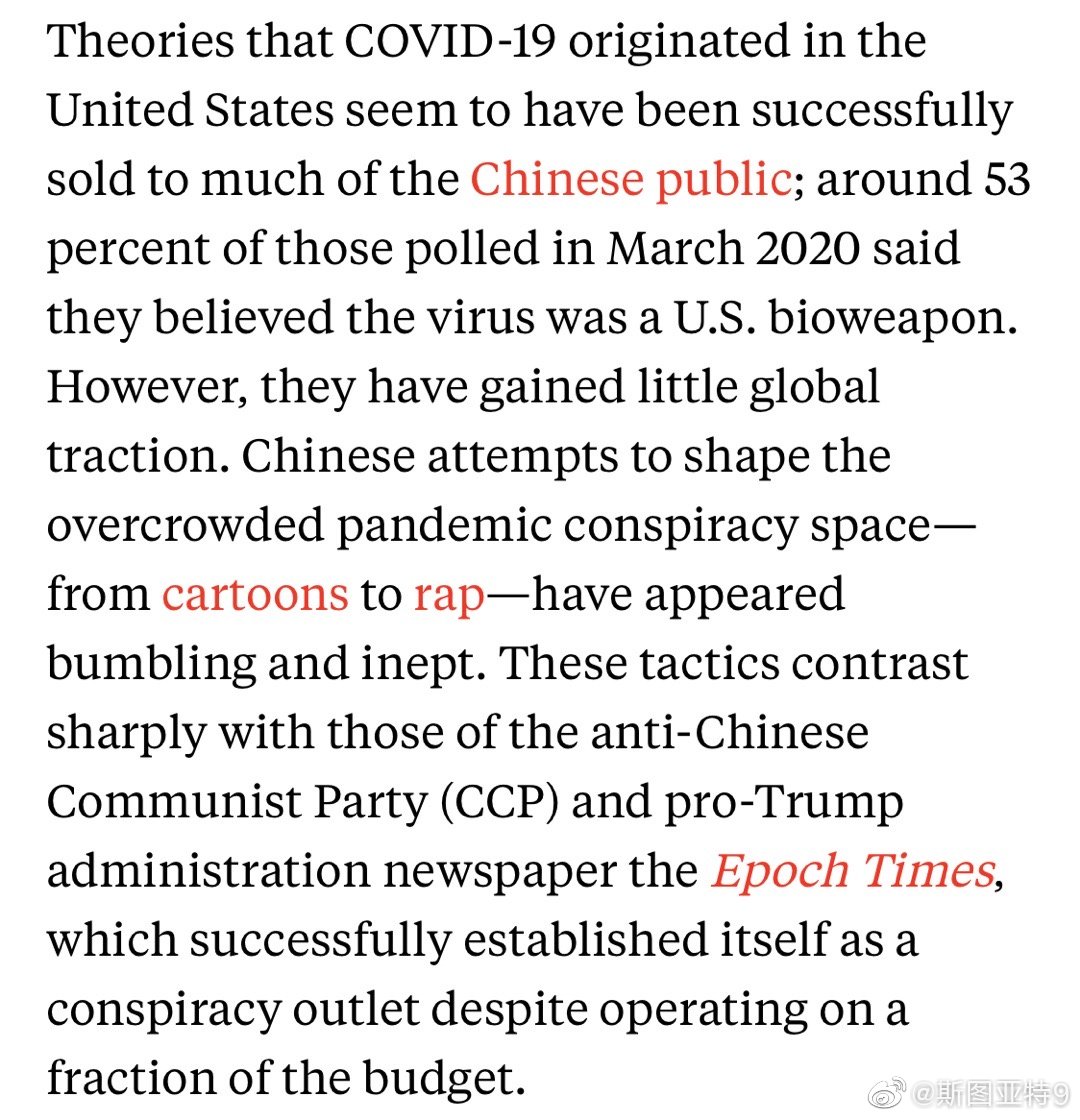 Theories that COVID-19 originated in the
United States seem to have been successfully
sold to much of the Chinese public; around 53
percent of those polled in March 2020 said
they believed the virus was a U.S. bioweapon.
However, they have gained little global
traction. Chinese attempts to shape the
overcrowded pandemic conspiracy space—
from cartoons to rap—have appeared
bumbling and inept. These tactics contrast
sharply with those of the anti-Chinese
Communist Party (CCP) and pro-Trump
administration newspaper the Epoch Times,
which successfully established itself as a
conspiracy outlet despite operating on a
fraction of the budget.
@斯图亚特9